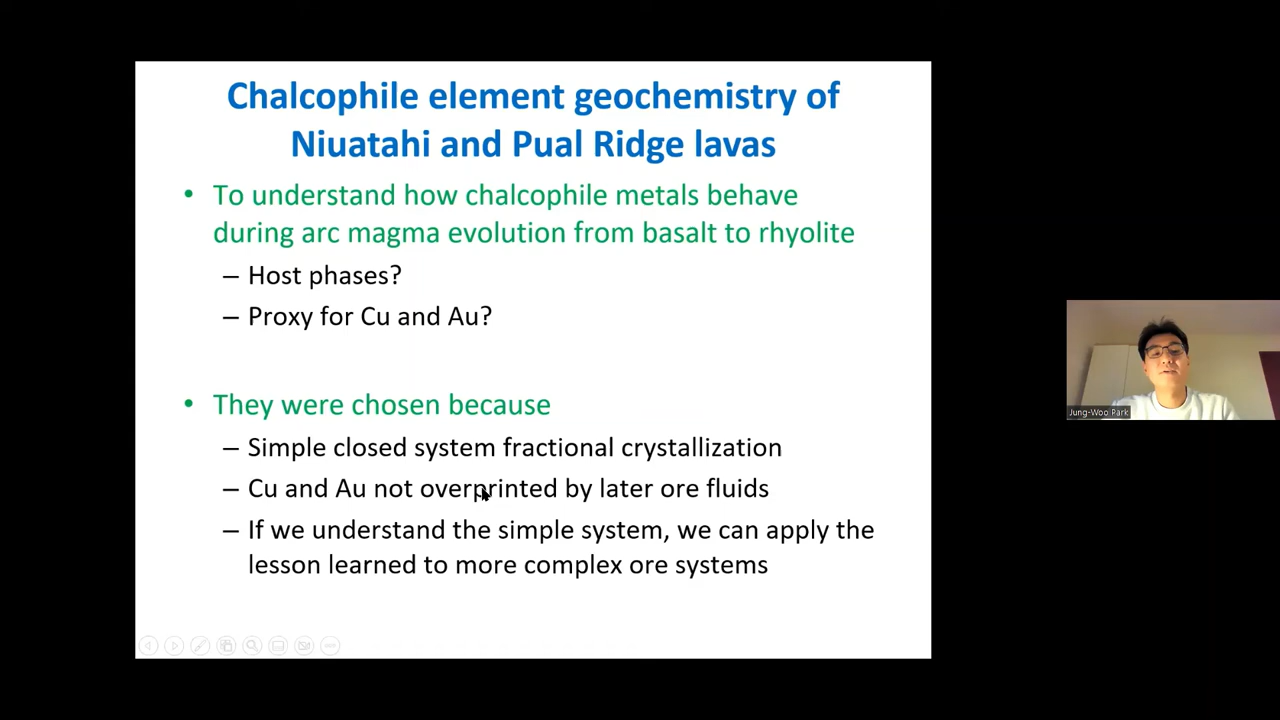 Chalcophile element geochemistry of
Niuatahi and Pual Ridge lavas
• To understand how chalcophile metals behave
during arc magma evolution from basalt to rhyolite
– Host phases?
– Proxy for Cu and Au?
• They were chosen because
– Simple closed system fractional crystallization
– Cu and Au not overprinted by later ore fluids
– If we understand the simple system, we can apply the
lesson learned to more complex ore systems
Jung-Woo Park